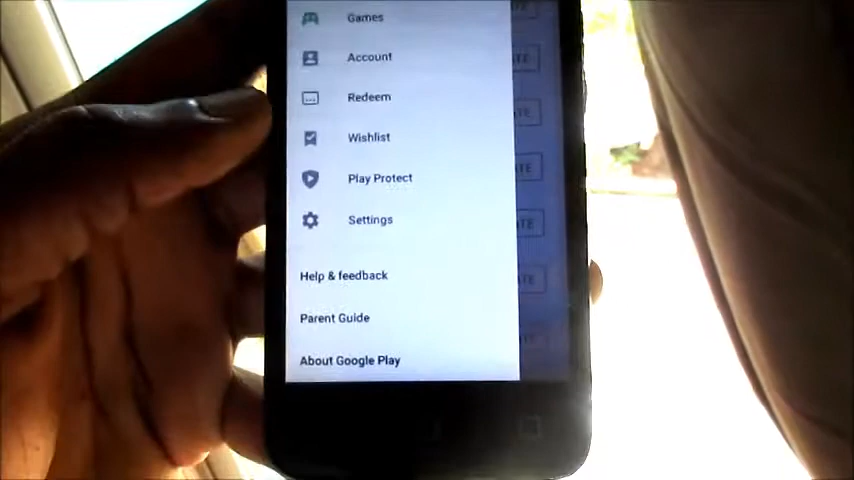 Games
Account
Redeem
Wishlist
Play Protect
Settings
Help & feedback
Parent Guide
About Google Play